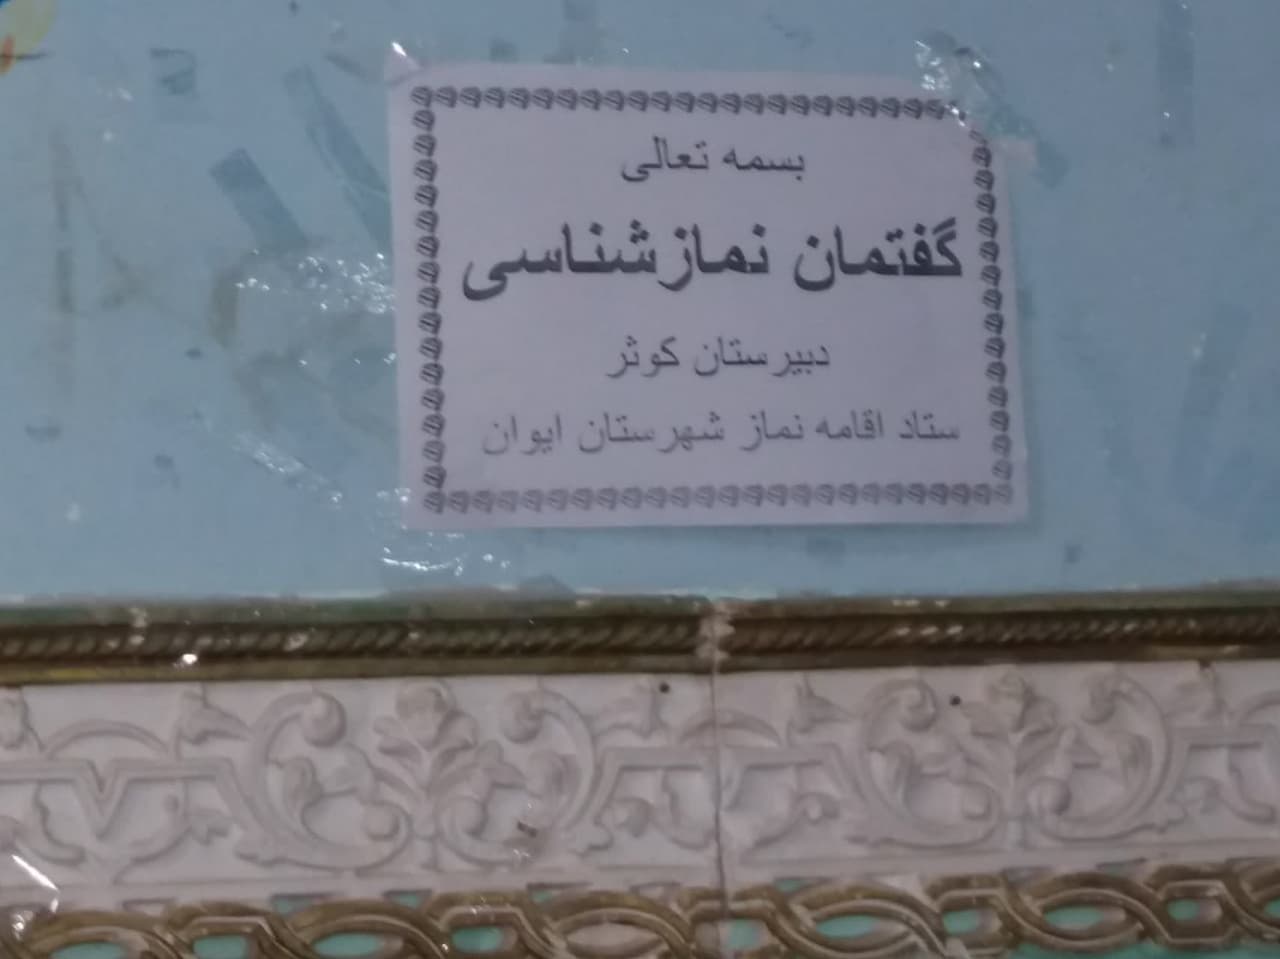 بسمه تعالی
گفتمان نمازشناسی
دبیرستان کوثر
ستاد اقامه نماز شهرستان ایوان